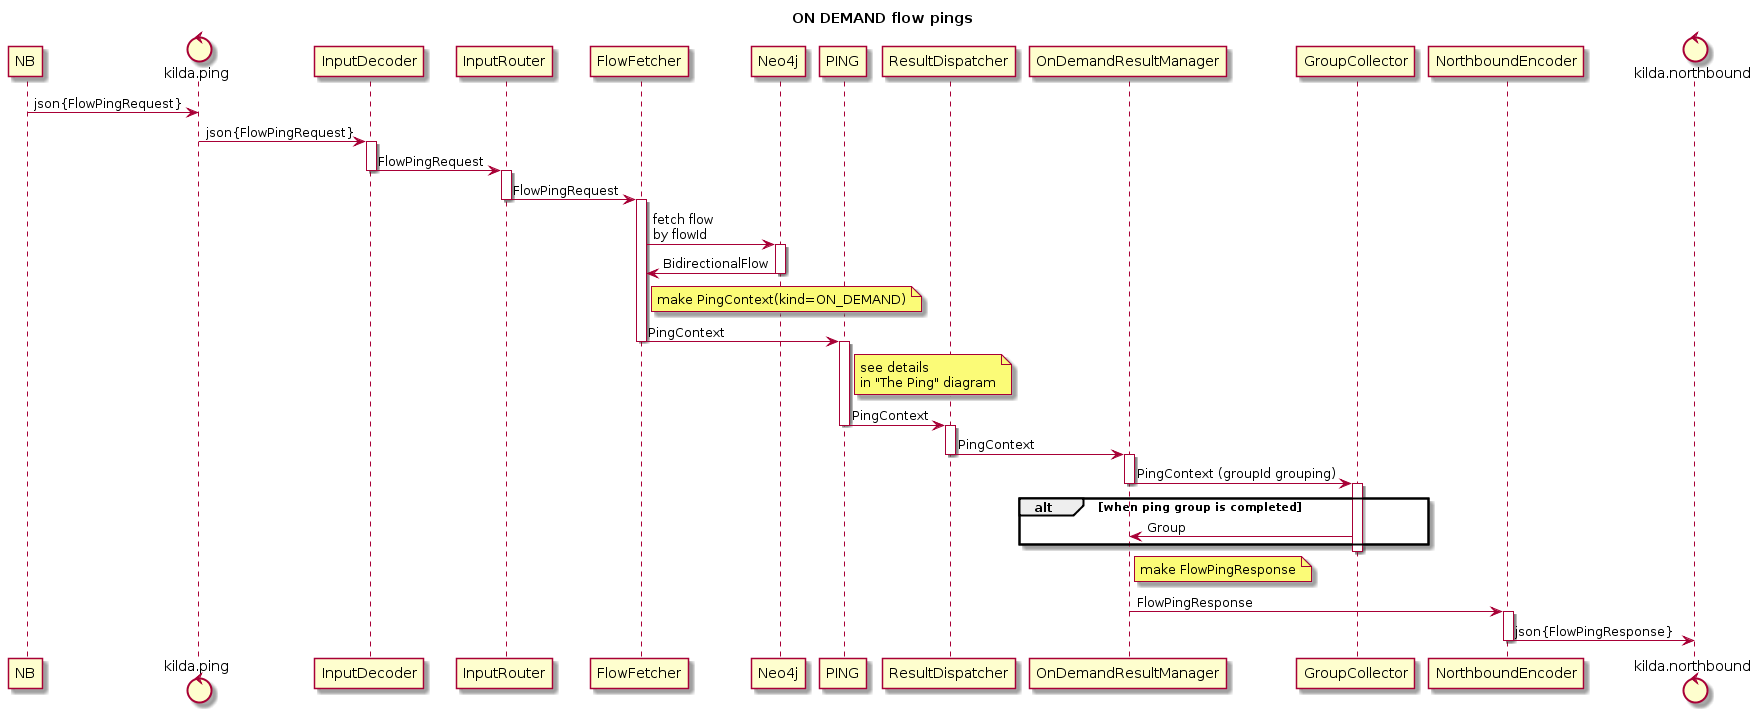 ON DEMAND flow pings
NB
kilda.ping
InputDecoder
InputRouter
FlowFetcher
Neo4j
PING
ResultDispatcher
OnDemandResultManager
GroupCollector
NorthboundEncoder
kilda.northbound
json{FlowPingRequest}
json{FlowPingRequest}
FlowPingRequest
FlowPingRequest
fetch flow
by flowId
BidirectionalFlow
make PingContext(kind=ON_DEMAND)
PingContext
see details
in "The Ping" diagram
PingContext
PingContext
PingContext (groupId grouping)
alt
[when ping group is completed]
Group
make FlowPingResponse
FlowPingResponse
json{FlowPingResponse}
NB
kilda.ping
InputDecoder
InputRouter
FlowFetcher
Neo4j
PING
ResultDispatcher
OnDemandResultManager
GroupCollector
NorthboundEncoder
kilda.northbound